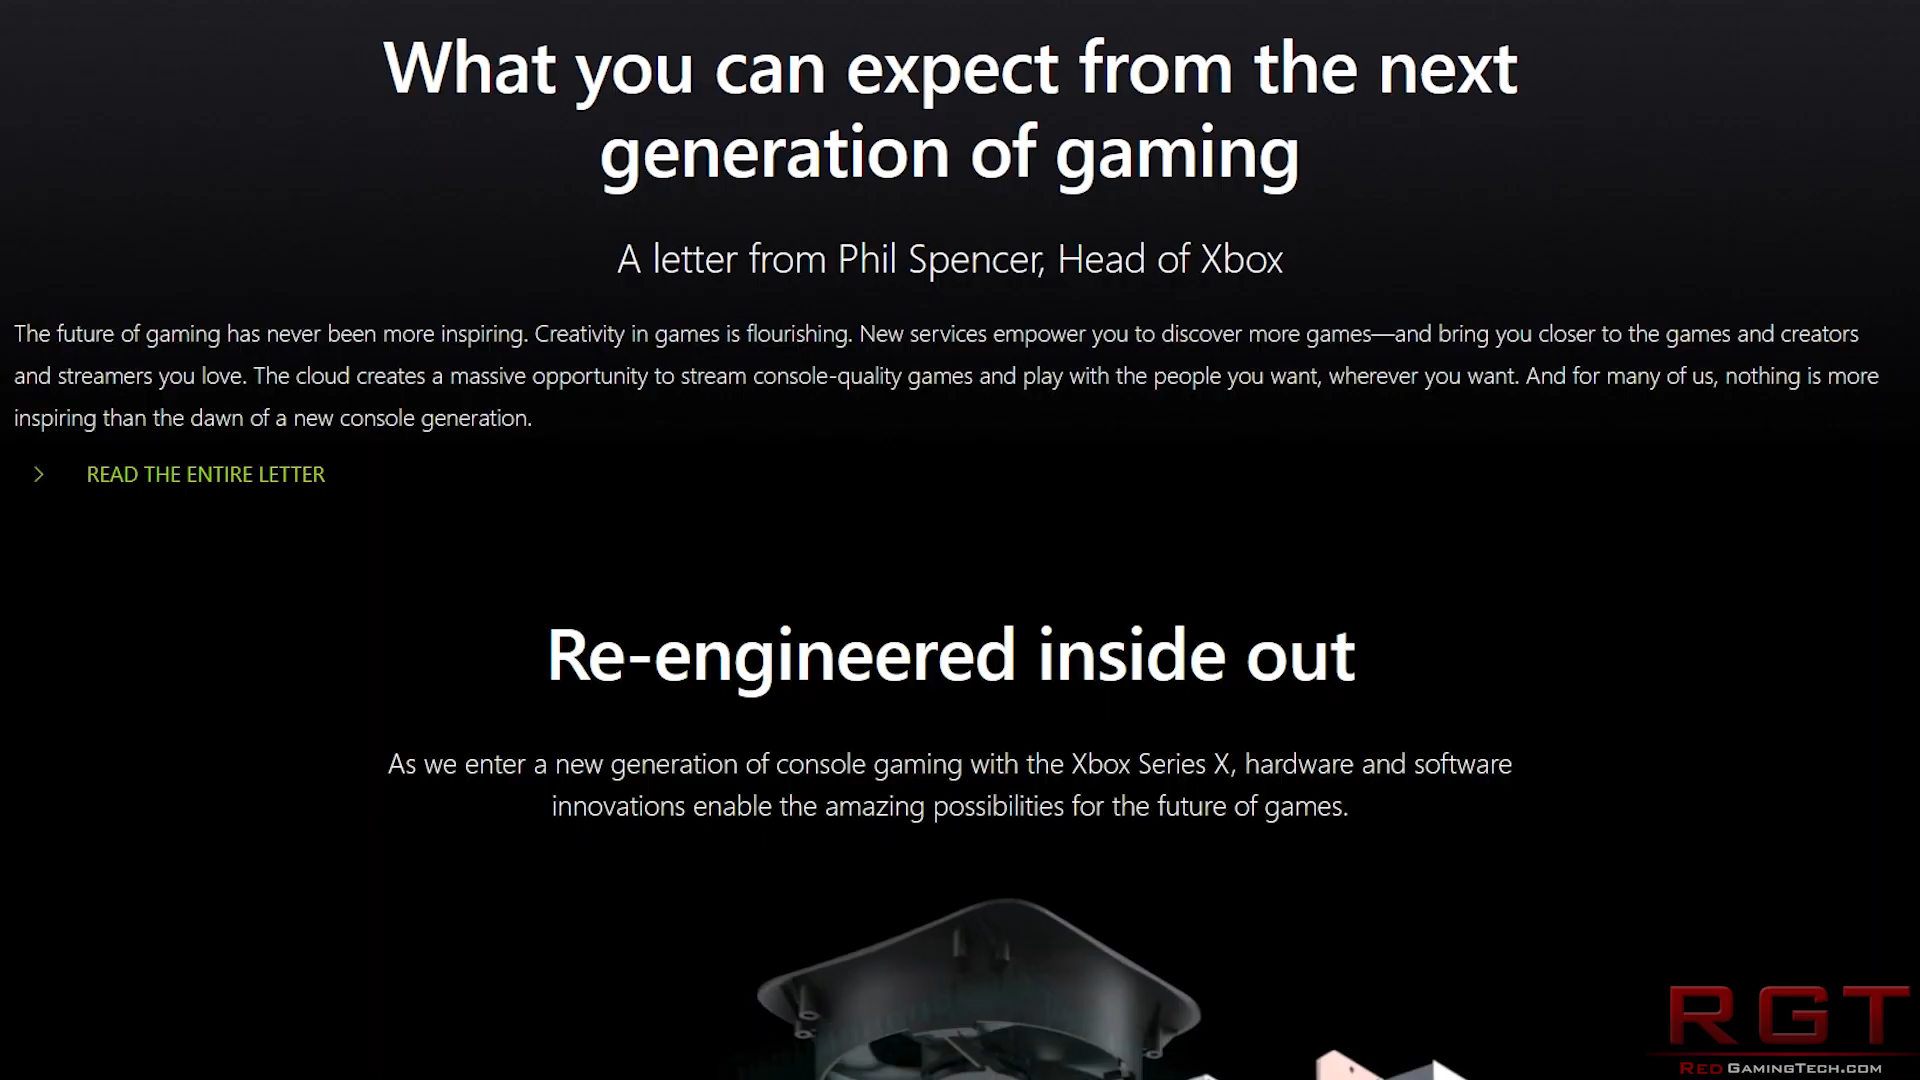 What you can expect from the next
generation of gaming
A letter from Phil Spencer, Head of Xbox
The future of gaming has never been more inspiring. Creativity in games is flourishing. New services empower you to discover more games—and bring you closer to the games and creators
and streamers you love. The cloud creates a massive opportunity to stream console-quality games and play with the people you want, wherever you want. And for many of us, nothing is more
inspiring than the dawn of a new console generation.
> READ THE ENTIRE LETTER
Re-engineered inside out
As we enter a new generation of console gaming with the Xbox Series X, hardware and software
innovations enable the amazing possibilities for the future of games.
RGT
REDGAMINGTECH.COM